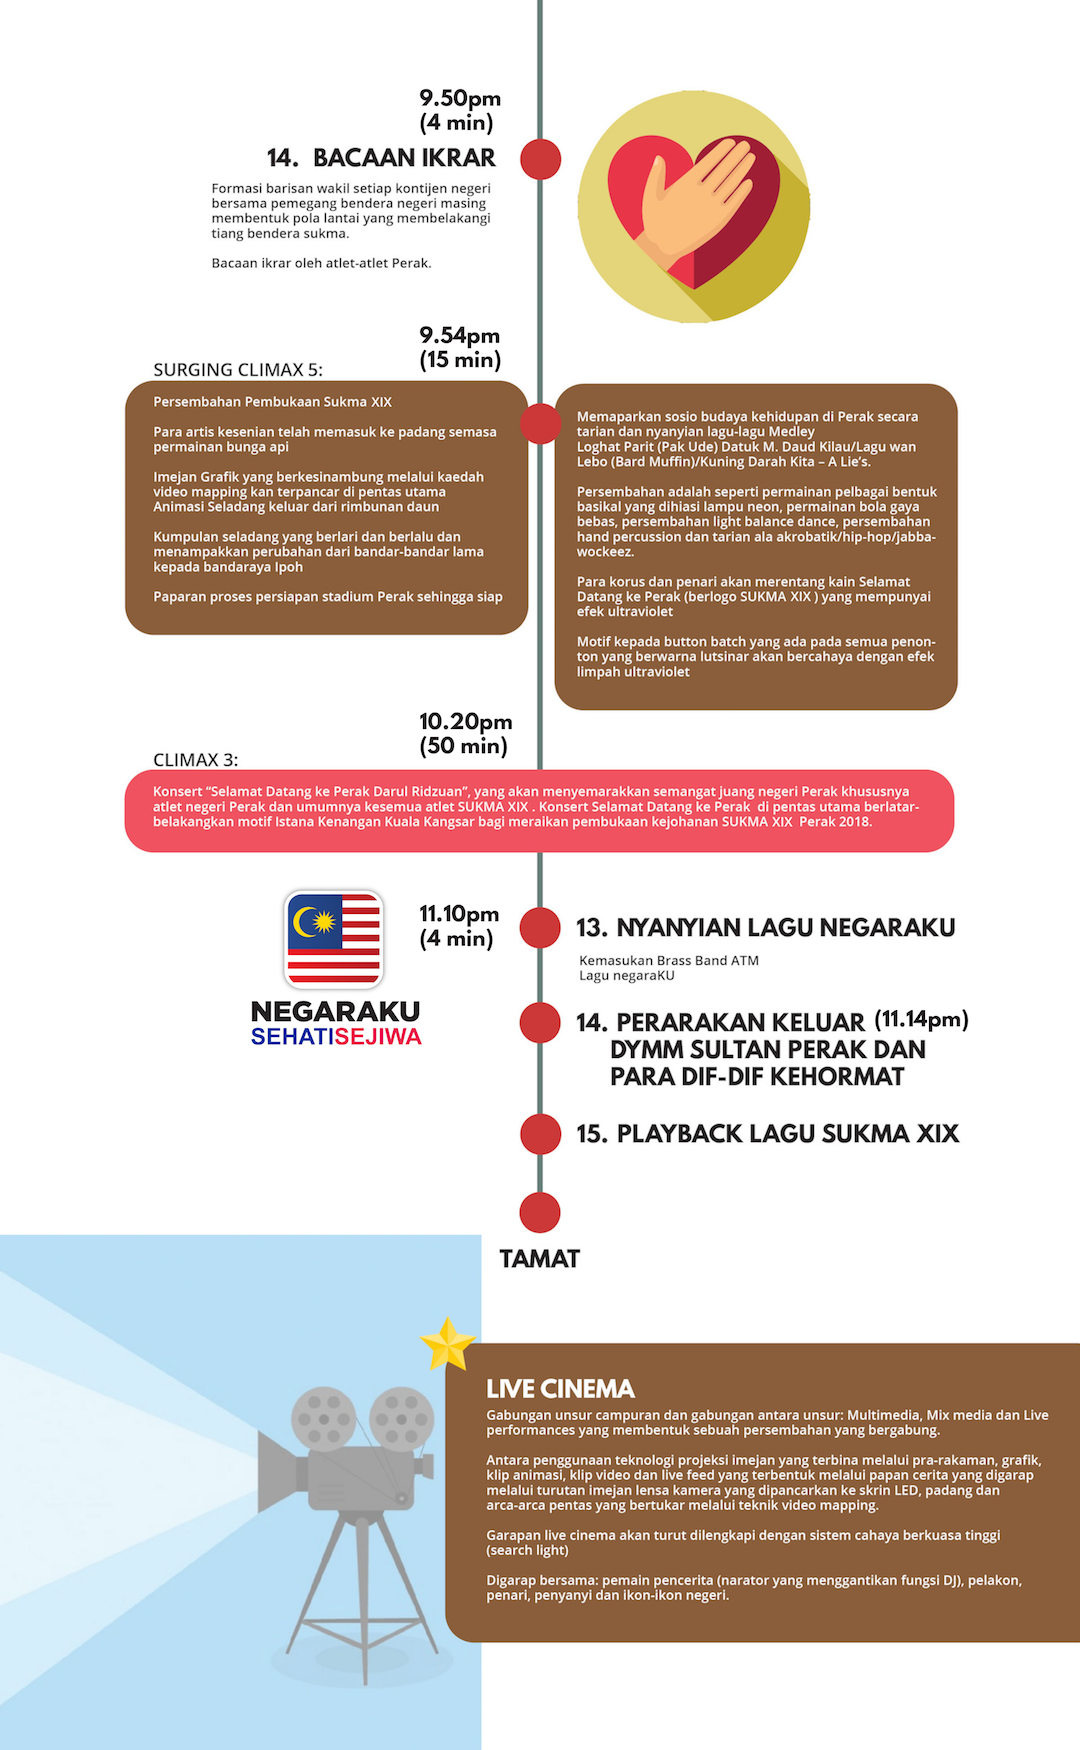 9.50pm
(4 min)
14. BACAAN IKRAR
Formasi barisan wakil setiap kontijen negeri
bersama pemegang bendera negeri masing
membentuk pola lantai yang membelakangi
tiang bendera sukma.
Bacaan ikrar oleh atlet-atlet Perak.
9.54pm
(15 min)
SURGING CLIMAX 5:
Persembahan Pembukaan Sukma XIX
Para artis kesenian telah memasuk ke padang semasa
permainan bunga api
Imejan Grafik yang berkesinambung melalui kaedah
video mapping kan terpancar di pentas utama
Animasi Seladang keluar dari rimbunan daun
Kumpulan seladang yang berlari dan berlalu dan
menampakkan perubahan dari bandar-bandar lama
kepada bandaraya Ipoh
Paparan proses persiapan stadium Perak sehingga siap
Memaparkan sosio budaya kehidupan di Perak secara
tarian dan nyanyian lagu-lagu Medley
Loghat Parit (Pak Ude) Datuk M. Daud Kilau/Lagu wan
Lebo (Bard Muffin)/Kuning Darah Kita – A Lie's.
Persembahan adalah seperti permainan pelbagai bentuk
basikal yang dihiasi lampu neon, permainan bola gaya
bebas, persembahan light balance dance, persembahan
hand percussion dan tarian ala akrobatik/hip-hop/jabba-
wockeez.
Para korus dan penari akan merentang kain Selamat
Datang ke Perak (berlogo SUKMA XIX ) yang mempunyai
efek ultraviolet
Motif kepada button batch yang ada pada semua penon-
ton yang berwarna lutsinar akan bercahaya dengan efek
limpah ultraviolet
10.20pm
(50 min)
CLIMAX 3:
Konsert “Selamat Datang ke Perak Darul Ridzuan”, yang akan menyemarakkan semangat juang negeri Perak khususnya
atlet negeri Perak dan umumnya kesemua atlet SUKMA XIX . Konsert Selamat Datang ke Perak  di pentas utama berlatar-
belakangkan motif Istana Kenangan Kuala Kangsar bagi meraikan pembukaan kejohanan SUKMA XIX  Perak 2018.
11.10pm
(4 min)
NEGARAKU
SEHATISEJIWA
13. NYANYIAN LAGU NEGARAKU
Kemasukan Brass Band ATM
Lagu negaraKU
14. PERARAKAN KELUAR (11.14pm)
DYMM SULTAN PERAK DAN
PARA DIF-DIF KEHORMAT
15. PLAYBACK LAGU SUKMA XIX
TAMAT
LIVE CINEMA
Gabungan unsur campuran dan gabungan antara unsur: Multimedia, Mix media dan Live
performances yang membentuk sebuah persembahan yang bergabung.
Antara penggunaan teknologi projeksi imejan yang terbina melalui pra-rakaman, grafik,
klip animasi, klip video dan live feed yang terbentuk melalui papan cerita yang digarap
melalui turutan imejan lensa kamera yang dipancarkan ke skrin LED, padang dan
arca-arca pentas yang bertukar melalui teknik video mapping.
Garapan live cinema akan turut dilengkapi dengan sistem cahaya berkuasa tinggi
(search light)
Digarap bersama: pemain pencerita (narator yang menggantikan fungsi DJ), pelakon,
penari, penyanyi dan ikon-ikon negeri.